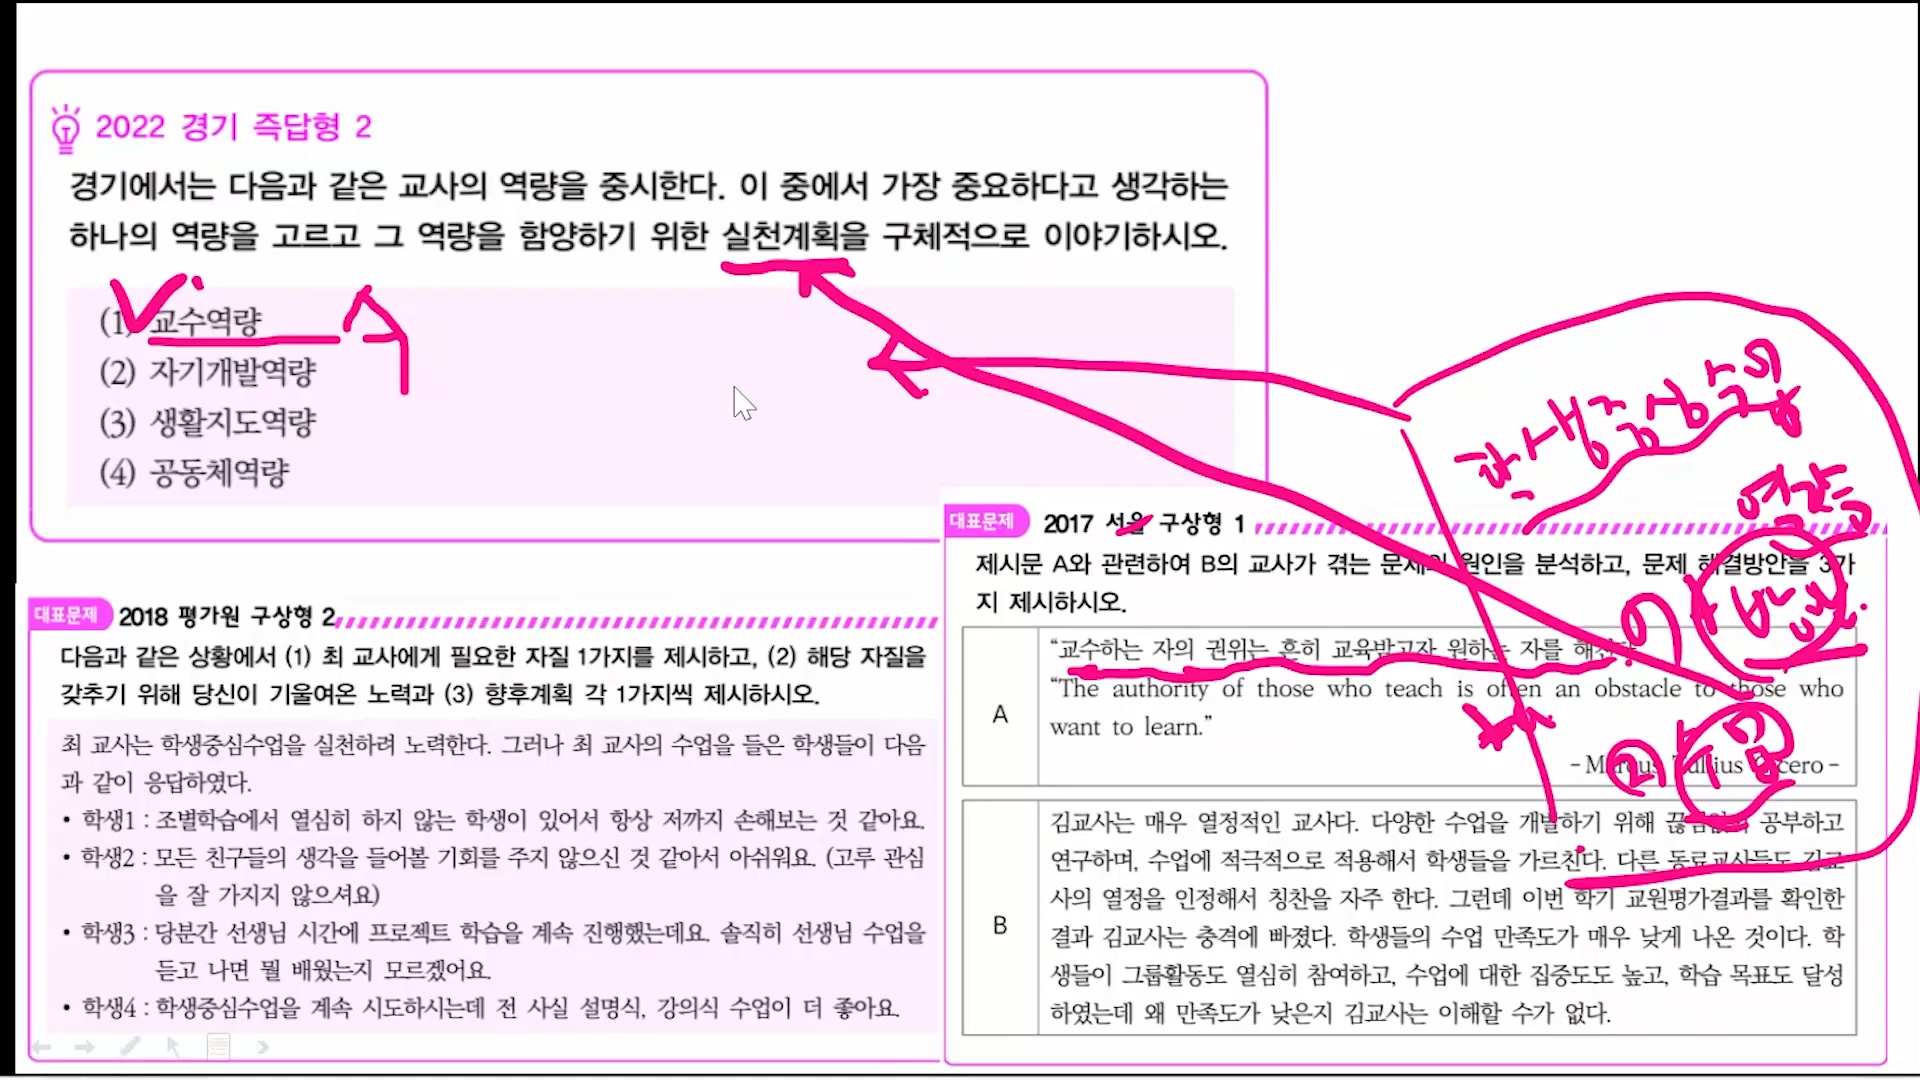 2022 경기 즉답형 2
경기에서는 다음과 같은 교사의 역량을 중시한다. 이 중에서 가장 중요하다고 생각하는
하나의 역량을 고르고 그 역량을 함양하기 위한 실천계획을 구체적으로 이야기하시오.
(1) 교수역량
(2) 자기개발역량
(3) 생활지도역량
(4) 공동체역량
학생중심수업
역량
① 방법
② 수업
대표문제 2018 평가원 구상형 2
다음과 같은 상황에서 (1) 최 교사에게 필요한 자질 1가지를 제시하고, (2) 해당 자질을
갖추기 위해 당신이 기울여온 노력과 (3) 향후계획 각 1가지씩 제시하시오.
최 교사는 학생중심수업을 실천하려 노력한다. 그러나 최 교사의 수업을 들은 학생들이 다음
과 같이 응답하였다.
• 학생1 : 조별학습에서 열심히 하지 않는 학생이 있어서 항상 저까지 손해보는 것 같아요.
• 학생2 : 모든 친구들의 생각을 들어볼 기회를 주지 않으신 것 같아서 아쉬워요. (고루 관심
을 잘 가지지 않으셔요)
• 학생3 : 당분간 선생님 시간에 프로젝트 학습을 계속 진행했는데요. 솔직히 선생님 수업을
듣고 나면 뭘 배웠는지 모르겠어요.
• 학생4 : 학생중심수업을 계속 시도하시는데 전 사실 설명식, 강의식 수업이 더 좋아요.
대표문제 2017 서울 구상형 1
제시문 A와 관련하여 B의 교사가 겪는 문제의 원인을 분석하고, 문제 해결방안을 3가
지 제시하시오.
A
“교수하는 자의 권위는 흔히 교육받고자 원하는 자를 해친다.
“The authority of those who teach is often an obstacle to those who
want to learn.”
- Marcus Tullius Cicero -
B
김교사는 매우 열정적인 교사다. 다양한 수업을 개발하기 위해 끊임없이 공부하고
연구하며, 수업에 적극적으로 적용해서 학생들을 가르친다. 다른 동료교사들도 김교
사의 열정을 인정해서 칭찬을 자주 한다. 그런데 이번 학기 교원평가결과를 확인한
결과 김교사는 충격에 빠졌다. 학생들의 수업 만족도가 매우 낮게 나온 것이다. 학
생들이 그룹활동도 열심히 참여하고, 수업에 대한 집중도도 높고, 학습 목표도 달성
하였는데 왜 만족도가 낮은지 김교사는 이해할 수가 없다.